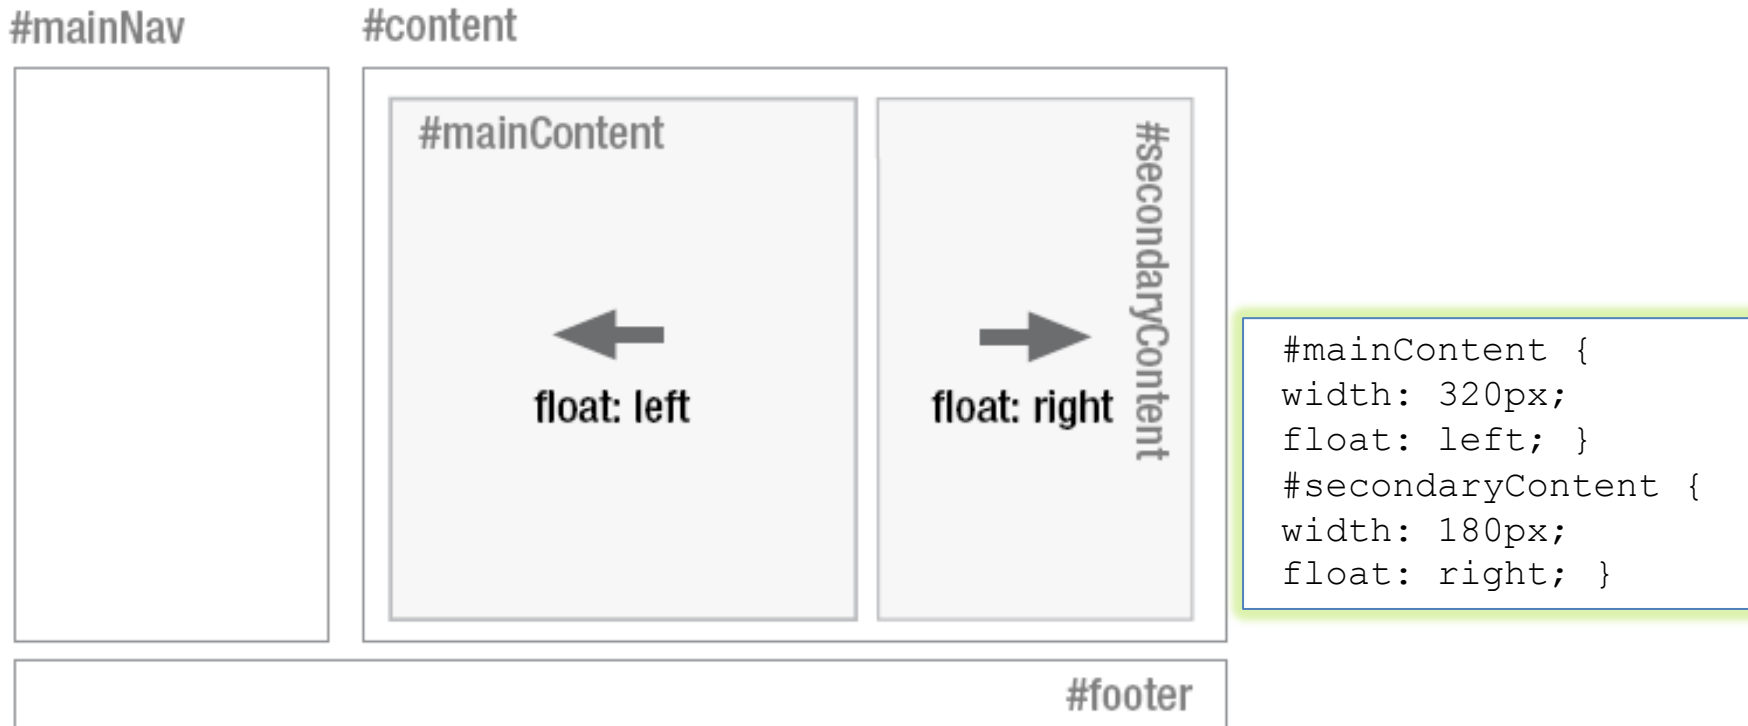 #mainNav
#content
#mainContent
#secondaryContent
float: left
float: right
#mainContent {
width: 320px;
float: left; }
#secondaryContent {
width: 180px;
float: right; }
#footer